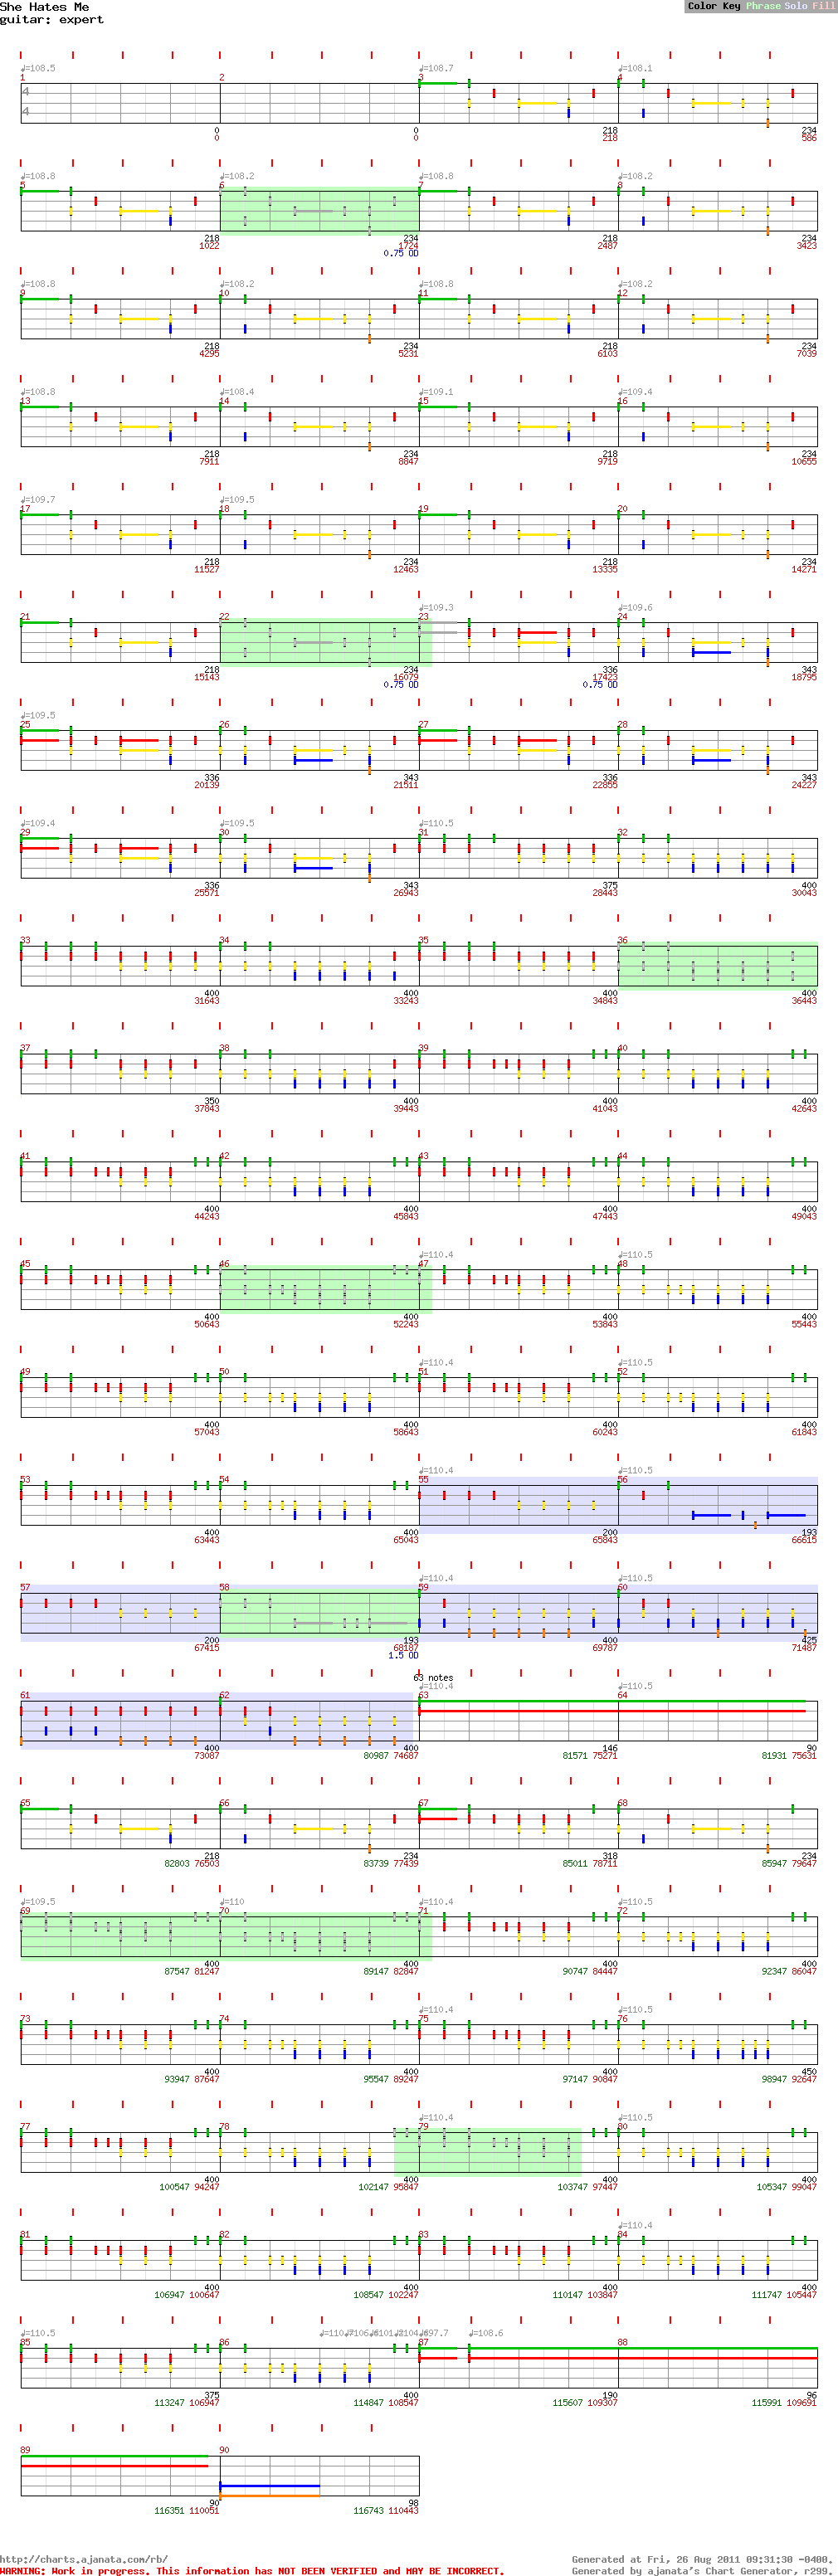 She Hates Me
guitar: expert
Color Key Phrase Solo Fill
♩=108.5 ♩=108.7 ♩=108.1
1 2 3 4
4
4
0 0 218 234
0 0 218 586
♩=108.8 ♩=108.2 ♩=108.8 ♩=108.2
5 6 7 8
218 234 218 234
1022 1724 2487 3423
0.75 OD
♩=108.8 ♩=108.2 ♩=108.8 ♩=108.2
9 10 11 12
218 234 218 234
4295 5231 6103 7039
♩=108.8 ♩=108.4 ♩=109.1 ♩=109.4
13 14 15 16
218 234 218 234
7911 8847 9719 10655
♩=109.7 ♩=109.5
17 18 19 20
218 234 218 234
11527 12463 13335 14271
♩=109.3 ♩=109.6
21 22 23 24
218 234 336 343
15143 16079 17423 18795
0.75 OD 0.75 OD
♩=109.5
25 26 27 28
336 343 336 343
20139 21511 22855 24227
♩=109.4 ♩=109.5 ♩=110.5
29 30 31 32
336 343 375 400
25571 26943 28443 30043
33 34 35 36
400 400 400 400
31643 33243 34843 36443
37 38 39 40
350 400 400 400
37843 39443 41043 42643
41 42 43 44
400 400 400 400
44243 45843 47443 49043
♩=110.4 ♩=110.5
45 46 47 48
400 400 400 400
50643 52243 53843 55443
♩=110.4 ♩=110.5
49 50 51 52
400 400 400 400
57043 58643 60243 61843
♩=110.4 ♩=110.5
53 54 55 56
400 400 200 193
63443 65043 65843 66615
♩=110.4 ♩=110.5
57 58 59 60
200 193 400 425
67415 68187 69787 71487
1.5 OD
63 notes
♩=110.4 ♩=110.5
61 62 63 64
400 400 146 90
73087 80987 74687 81571 75271 81931 75631
65 66 67 68
218 234 318 234
82803 76503 83739 77439 85011 78711 85947 79647
♩=109.5 ♩=110 ♩=110.4 ♩=110.5
69 70 71 72
400 400 400 400
87547 81247 89147 82847 90747 84447 92347 86047
♩=110.4 ♩=110.5
73 74 75 76
400 400 400 450
93947 87647 95547 89247 97147 90847 98947 92647
♩=110.4 ♩=110.5
77 78 79 80
400 400 400 400
100547 94247 102147 95847 103747 97447 105347 99047
♩=110.4
81 82 83 84
400 400 400 400
106947 100647 108547 102247 110147 103847 111747 105447
♩=110.5 ♩=97.7 ♩=108.6
85 86 87 88
375 400 190 96
113247 106947 114847 108547 115607 109307 115991 109691
89 90
90 98
116351 110051 116743 110443
http://charts.ajanata.com/rb/
Generated at Fri, 26 Aug 2011 09:31:30 -0400.
WARNING: Work in progress. This information has NOT BEEN VERIFIED and MAY BE INCORRECT.
Generated by ajanata's Chart Generator, r299.